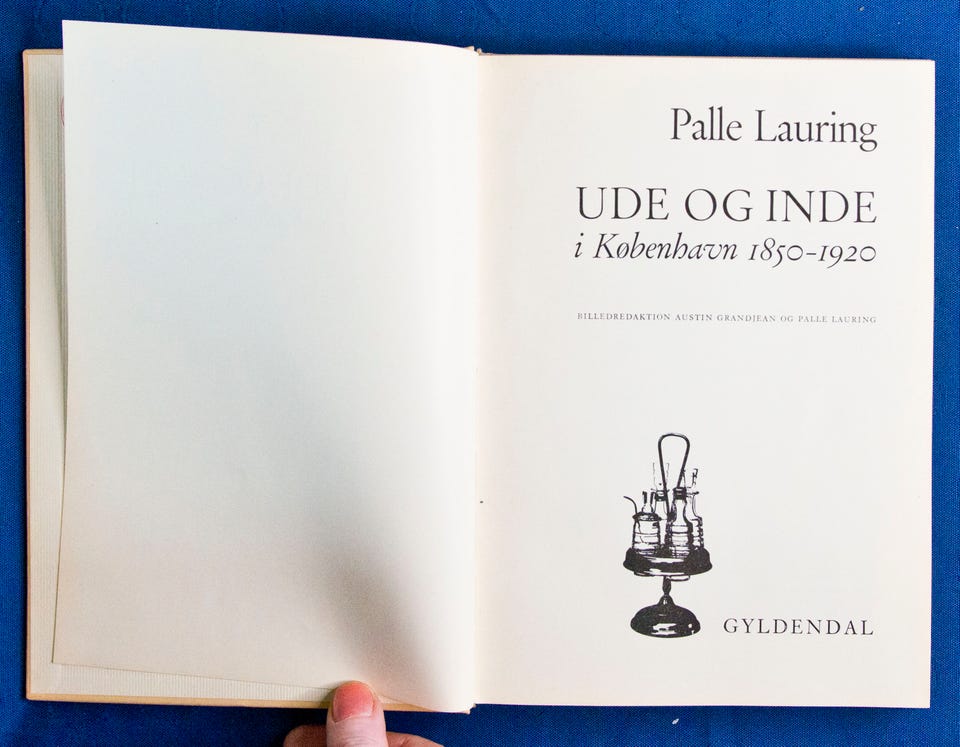 Palle Lauring
UDE OG INDE
i København 1850-1920
BILLEDREDAKTION AUSTIN GRANDJEAN OG PALLE LAURING
GYLDENDAL